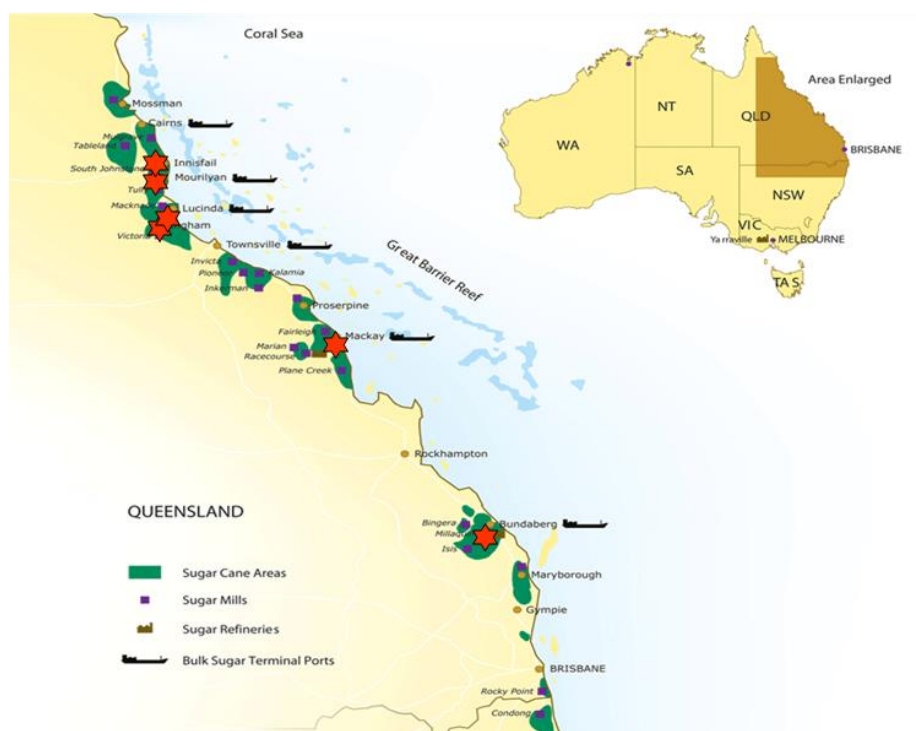 Coral Sea
Area Enlarged
NT
QLD
WA
BRISBANE
SA
NSW
VIC
Yarraville
MELBOURNE
TAS
Mossman
Cairns
Tableland
Innisfail
South Johnstone
Mourilyan
Lucinda
Victoria
Townsville
Great Barrier Reef
Invicta
Pioneer
Kalamia
Inkerman
Proserpine
Fairleigh
Mackay
Marian
Racecourse
Plane Creek
Rockhampton
QUEENSLAND
Bingera
Bundaberg
Isis
Sugar Cane Areas
Maryborough
Sugar Mills
Gympie
Sugar Refineries
Bulk Sugar Terminal Ports
BRISBANE
Rocky Point
Condong